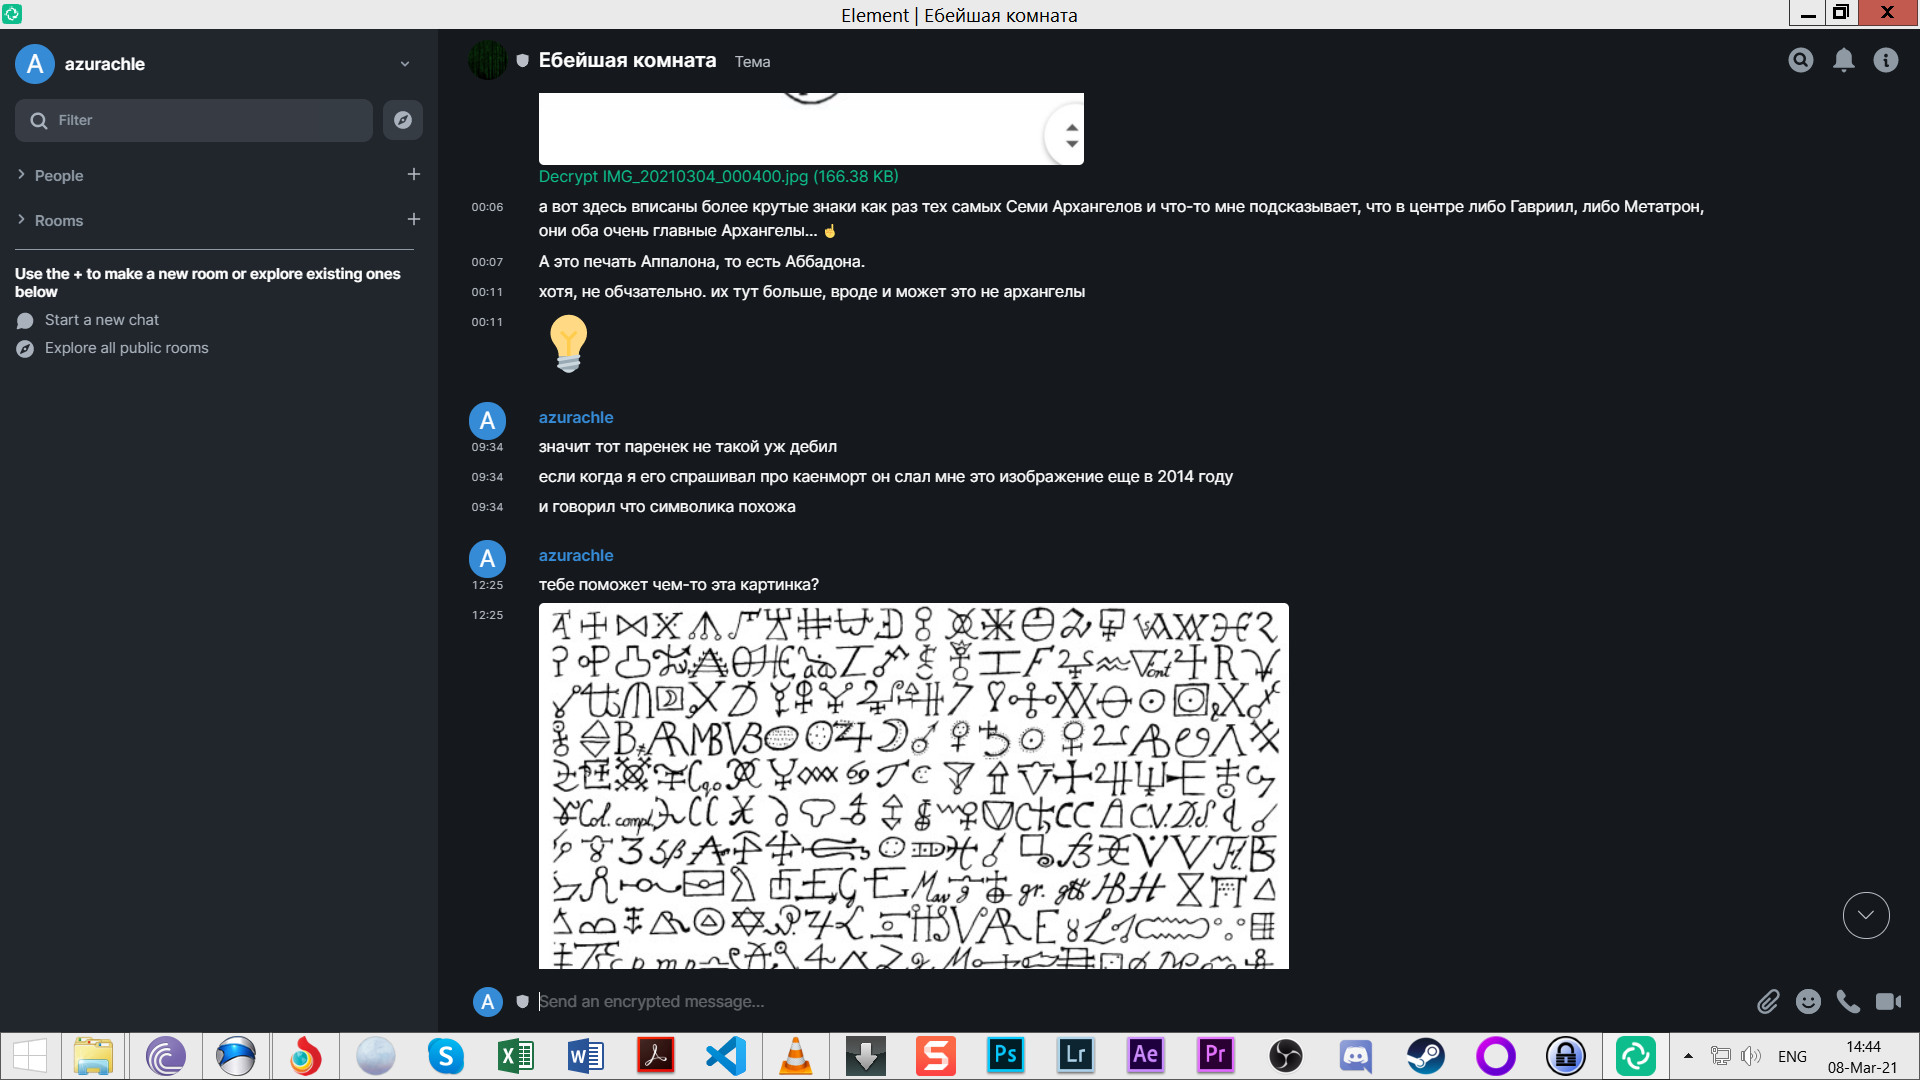 Element | Ебейшая комната
A azurachle
Filter
People
Rooms
Use the + to make a new room or explore existing ones
below
Start a new chat
Explore all public rooms
Ебейшая комната Тема
Decrypt IMG_20210304_000400.jpg (166.38 KB)
00:06 а вот здесь вписаны более крутые знаки как раз тех самых Семи Архангелов и что-то мне подсказывает, что в центре либо Гавриил, либо Метатрон,
они оба очень главные Архангелы...
00:07 А это печать Аппалона, то есть Аббадона.
00:11 хотя, не обчзательно. их тут больше, вроде и может это не архангелы
00:11
A azurachle
09:34 значит тот паренек не такой уж дебил
09:34 если когда я его спрашивал про каенморт он слал мне это изображение еще в 2014 году
09:34 и говорил что символика похожа
A azurachle
12:25 тебе поможет чем-то эта картинка?
12:25
A Send an encrypted message...
S X W S Ps Lr Ae Pr
ENG
14:44
08-Mar-21